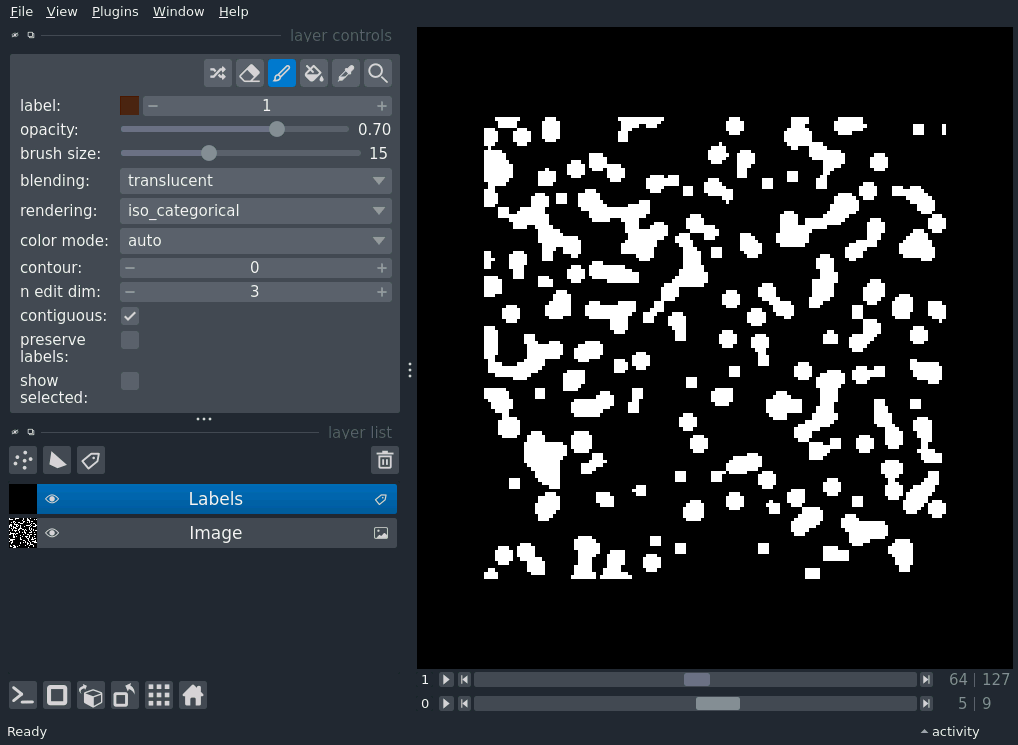 File View Plugins Window Help
layer controls
label: 1
opacity: 0.70
brush size: 15
blending: translucent
rendering: iso_categorical
color mode: auto
contour: 0
n edit dim: 3
contiguous:
preserve
labels:
show
selected:
layer list
Labels
Image
1 64 | 127
0 5 | 9
Ready activity